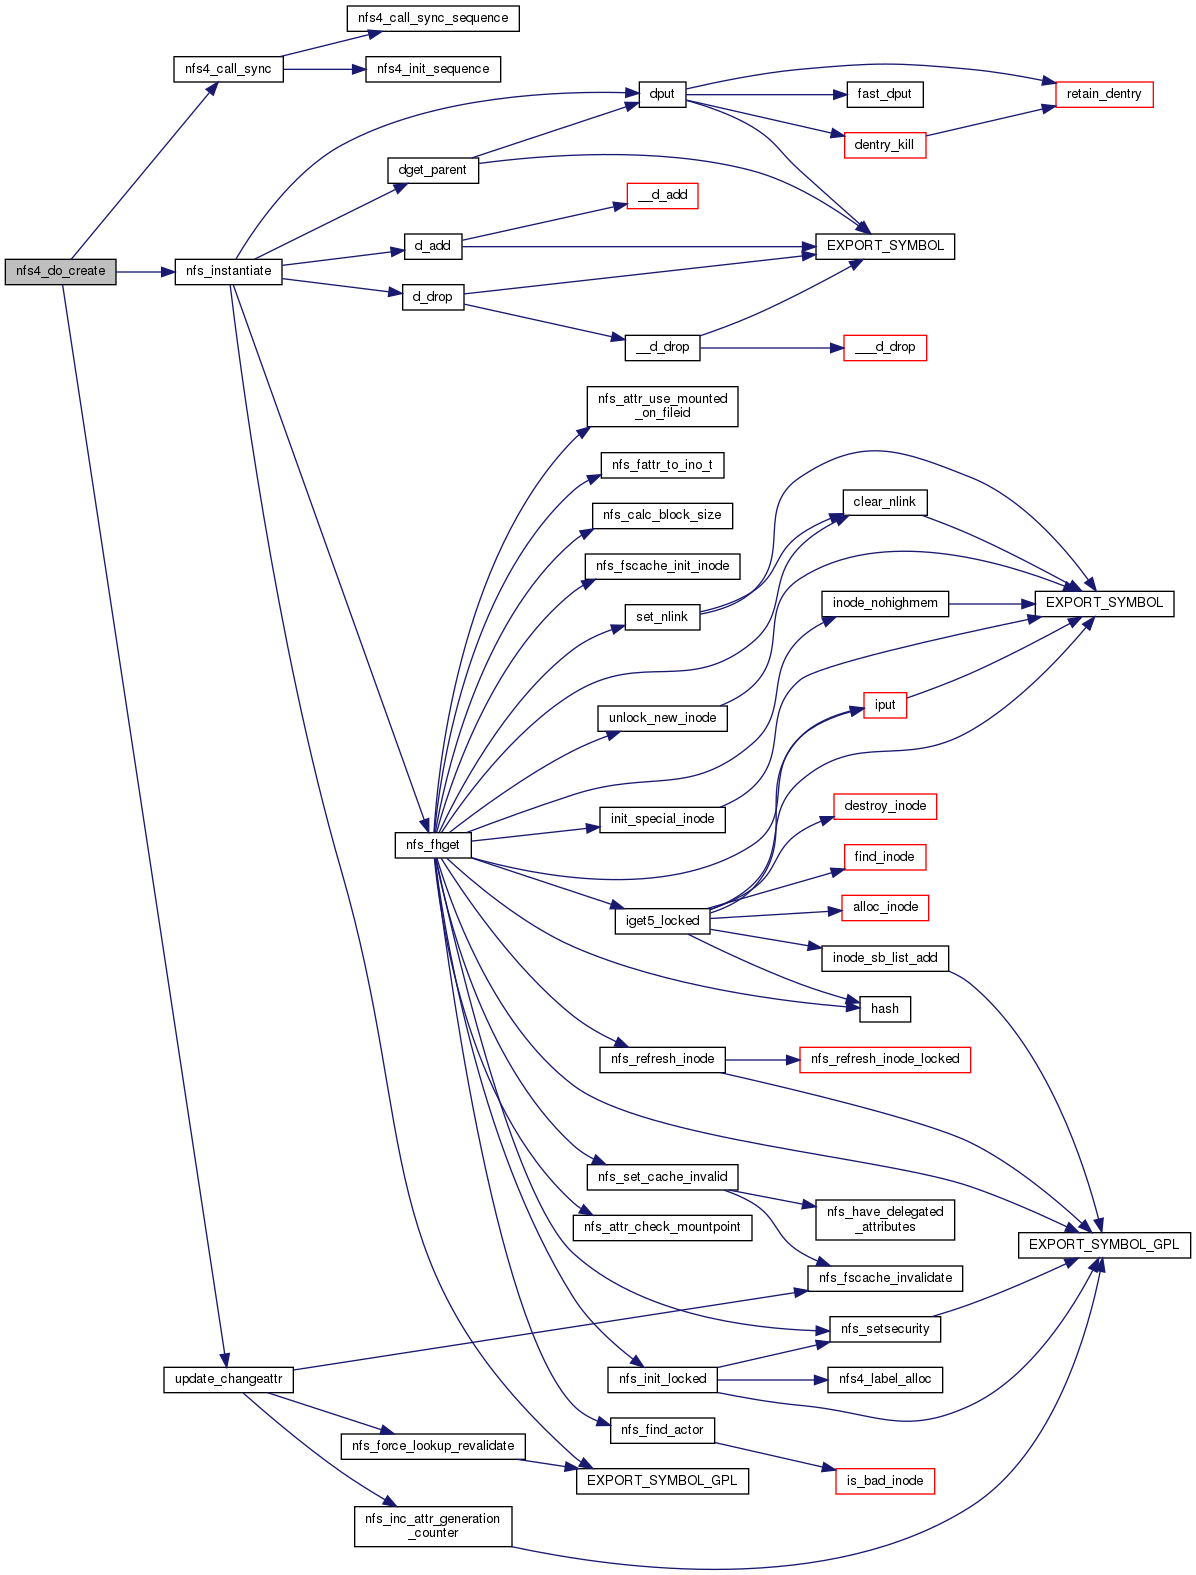 nfs4_call_sync_sequence
nfs4_call_sync
nfs4_init_sequence
dput
fast_dput
retain_dentry
dentry_kill
dget_parent
__d_add
d_add
EXPORT_SYMBOL
nfs4_do_create
nfs_instantiate
d_drop
__d_drop
___d_drop
nfs_attr_use_mounted
_on_fileid
nfs_fattr_to_ino_t
nfs_calc_block_size
clear_nlink
nfs_fscache_init_inode
set_nlink
inode_nohighmem
EXPORT_SYMBOL
unlock_new_inode
iput
init_special_inode
destroy_inode
nfs_fhget
find_inode
iget5_locked
alloc_inode
inode_sb_list_add
hash
nfs_refresh_inode
nfs_refresh_inode_locked
nfs_set_cache_invalid
nfs_have_delegated
_attributes
nfs_attr_check_mountpoint
EXPORT_SYMBOL_GPL
nfs_fscache_invalidate
nfs_setsecurity
update_changeattr
nfs_init_locked
nfs4_label_alloc
nfs_find_actor
nfs_force_lookup_revalidate
EXPORT_SYMBOL_GPL
is_bad_inode
nfs_inc_attr_generation
_counter